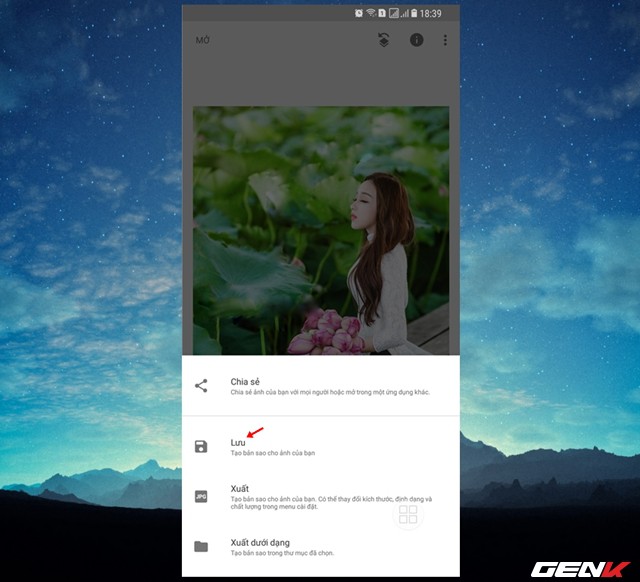 18:39
MỞ
Chia sẻ
Chia sẻ ảnh của bạn với mọi người hoặc mở trong một ứng dụng khác.
Lưu
Tạo bản sao cho ảnh của bạn
Xuất
JPG
Tạo bản sao cho ảnh của bạn. Có thể thay đổi kích thước, định dạng và
chất lượng trong menu cài đặt.
Xuất dưới dạng
Tạo bản sao trong thư mục đã chọn.
GENK